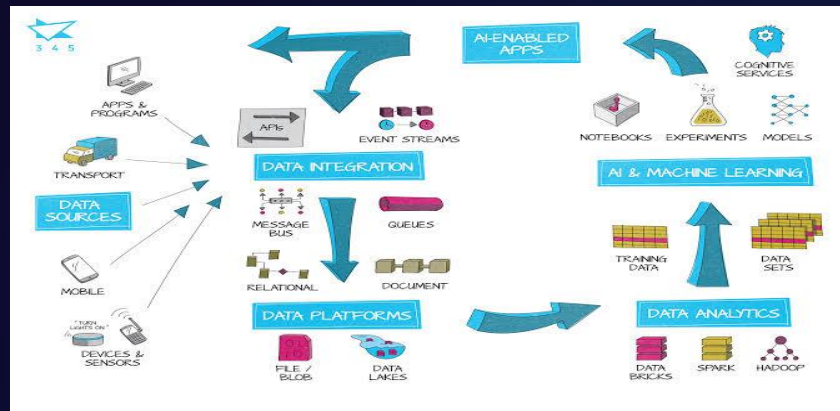 3 4 5
AI-ENABLED
APPS
COGNITIVE
SERVICES
APPS &
PROGRAMS
APIs
EVENT STREAMS
NOTEBOOKS
EXPERIMENTS
MODELS
TRANSPORT
DATA INTEGRATION
AI & MACHINE LEARNING
DATA
SOURCES
MESSAGE
BUS
QUEUES
TRAINING
DATA
DATA
SETS
MOBILE
RELATIONAL
DOCUMENT
DATA PLATFORMS
DATA ANALYTICS
"TURN
LIGHTS ON"
DEVICES &
SENSORS
FILE /
BLOB
DATA
LAKES
DATA
BRICKS
SPARK
HADOOP